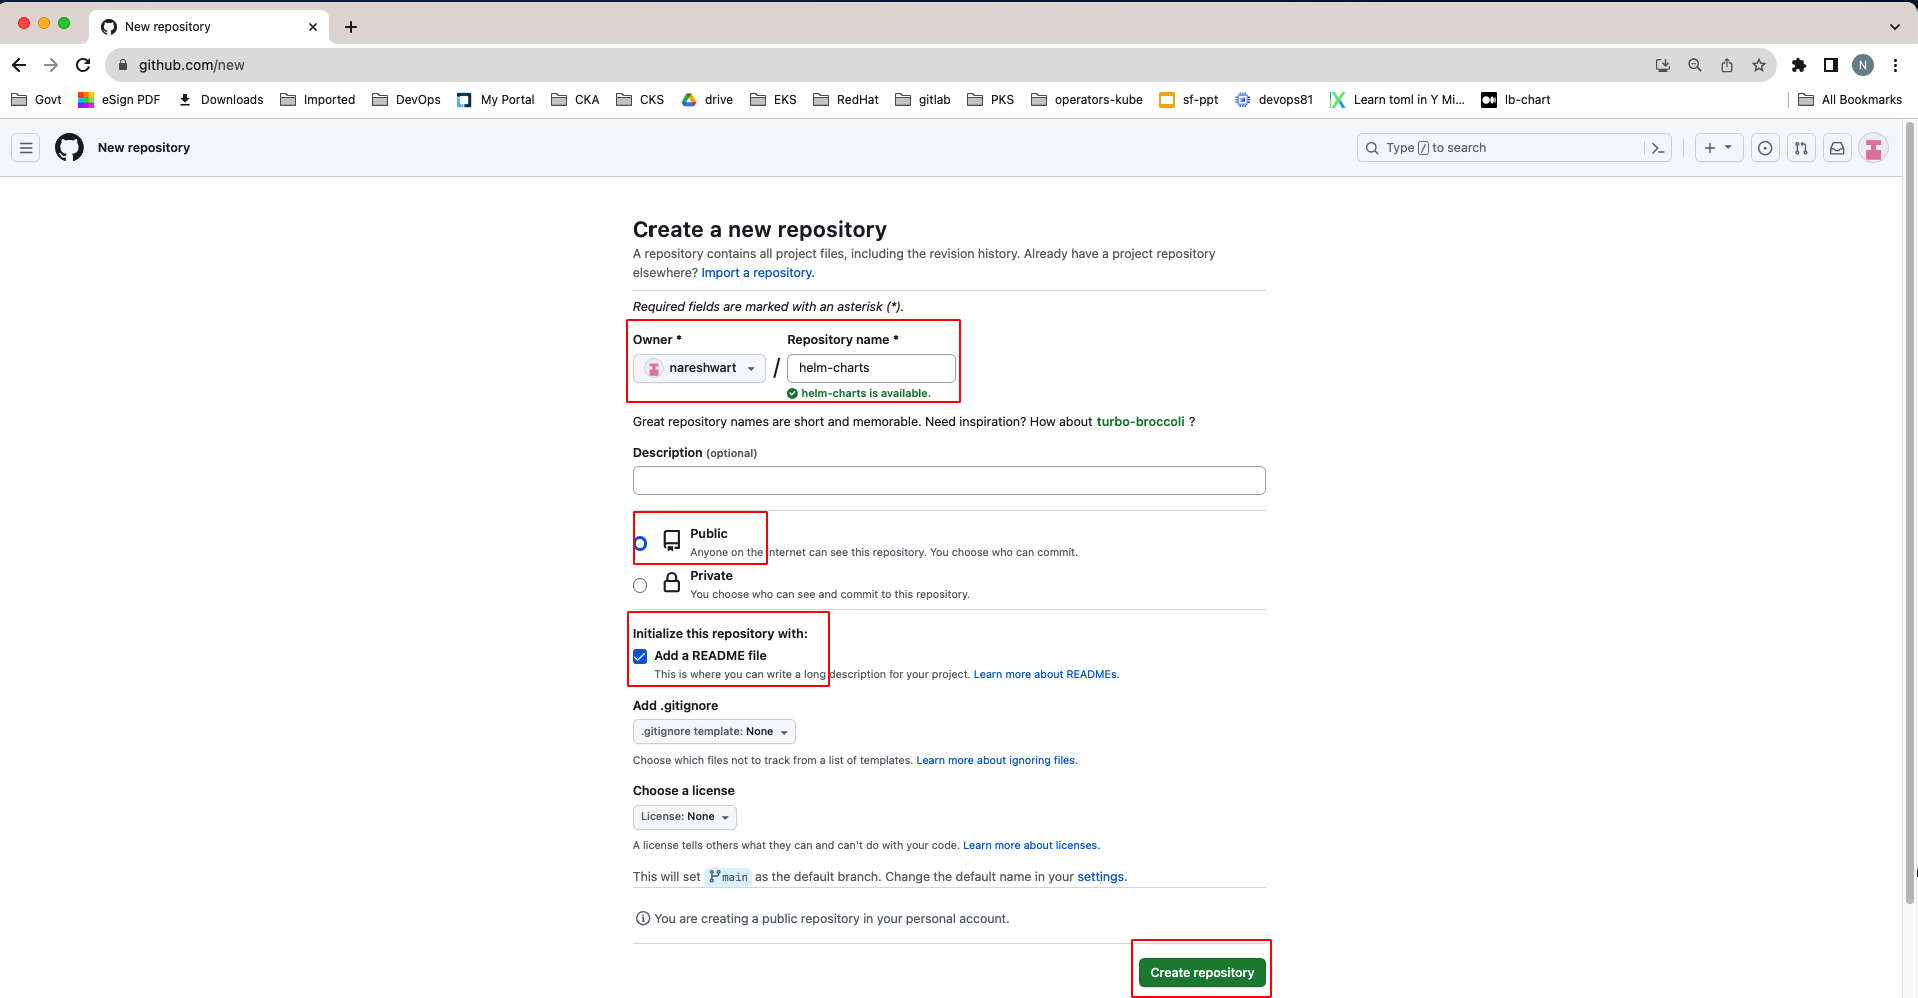 New repository
github.com/new
N
Govt eSign PDF Downloads Imported DevOps My Portal CKA CKS drive EKS RedHat gitlab PKS operators-kube sf-ppt devops81 Learn toml in Y Mi... lb-chart All Bookmarks
New repository
Type / to search
Create a new repository
A repository contains all project files, including the revision history. Already have a project repository
elsewhere? Import a repository.
Required fields are marked with an asterisk (*).
Owner * Repository name *
nareshwart / helm-charts
helm-charts is available.
Great repository names are short and memorable. Need inspiration? How about turbo-broccoli ?
Description (optional)
Public
Anyone on the internet can see this repository. You choose who can commit.
Private
You choose who can see and commit to this repository.
Initialize this repository with:
Add a README file
This is where you can write a long description for your project. Learn more about READMEs.
Add .gitignore
.gitignore template: None
Choose which files not to track from a list of templates. Learn more about ignoring files.
Choose a license
License: None
A license tells others what they can and can't do with your code. Learn more about licenses.
This will set main as the default branch. Change the default name in your settings.
You are creating a public repository in your personal account.
Create repository